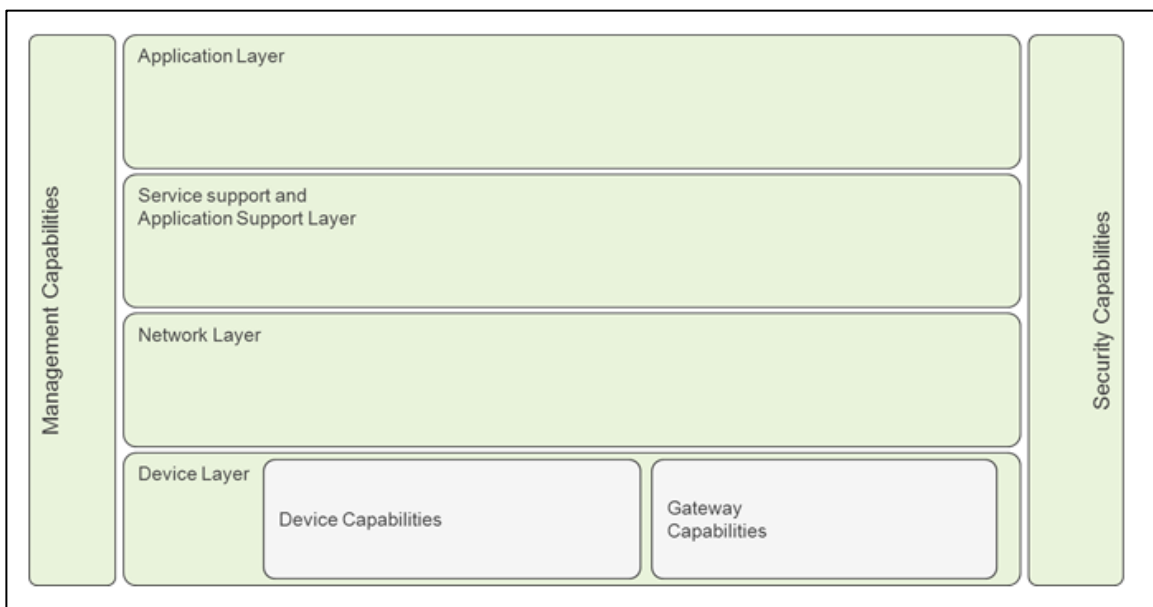 Management Capabilities
Application Layer
Service support and
Application Support Layer
Network Layer
Device Layer
Device Capabilities
Gateway
Capabilities
Security Capabilities